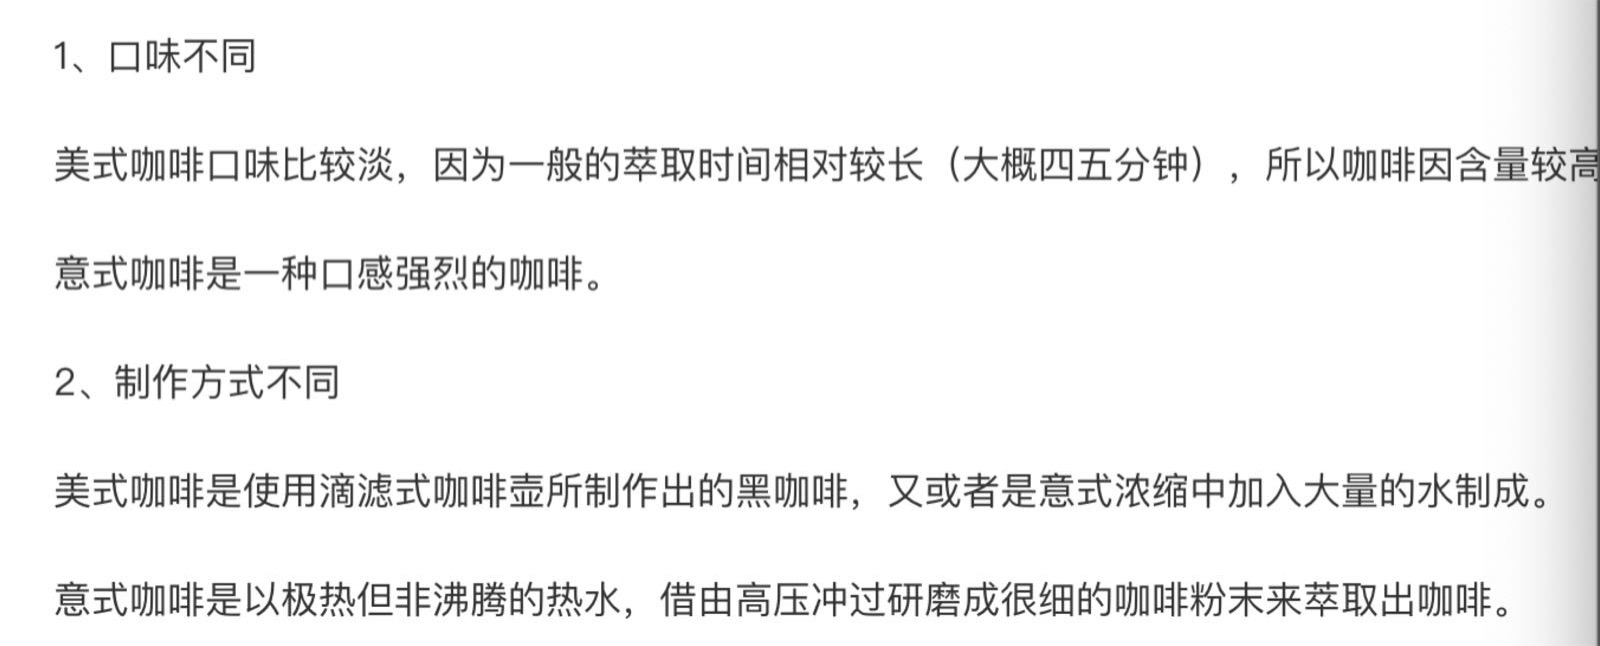 1、口味不同
美式咖啡口味比较淡，因为一般的萃取时间相对较长（大概四五分钟），所以咖啡因含量较高
意式咖啡是一种口感强烈的咖啡。
2、制作方式不同
美式咖啡是使用滴滤式咖啡壶所制作出的黑咖啡，又或者是意式浓缩中加入大量的水制成。
意式咖啡是以极热但非沸腾的热水，借由高压冲过研磨成很细的咖啡粉末来萃取出咖啡。